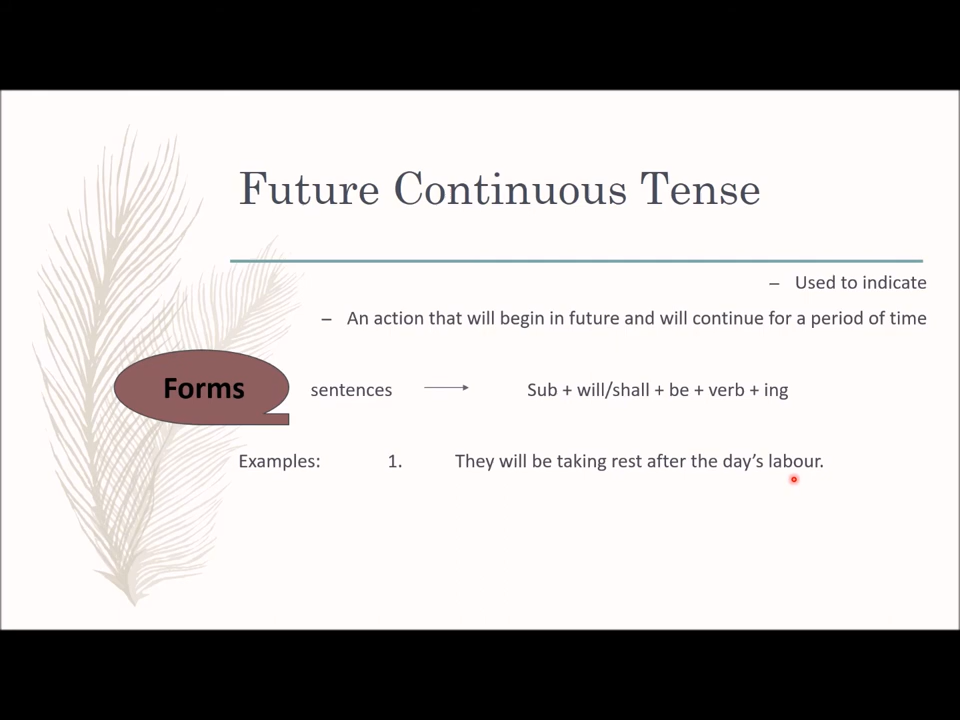 Future Continuous Tense
– Used to indicate
– An action that will begin in future and will continue for a period of time
Forms sentences Sub + will/shall + be + verb + ing
Examples: 1. They will be taking rest after the day’s labour.